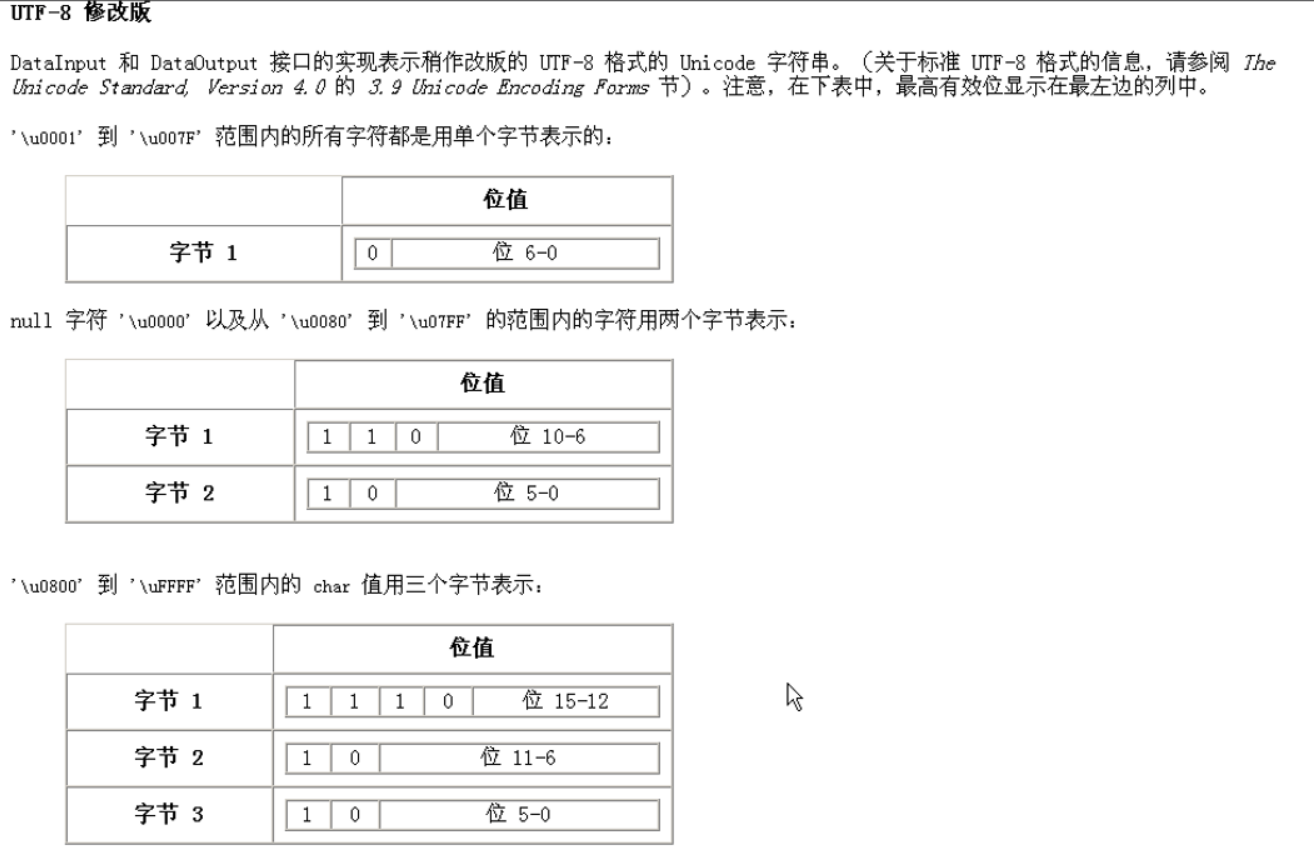 UTF-8 修改版
DataInput 和 DataOutput 接口的实现表示稍作改版的 UTF-8 格式的 Unicode 字符串。（关于标准 UTF-8 格式的信息，请参阅 The
Unicode Standard, Version 4.0 的 3.9 Unicode Encoding Forms 节）。注意，在下表中，最高有效位显示在最左边的列中。
'\u0001' 到 '\u007F' 范围内的所有字符都是用单个字节表示的：
位值
字节 1 0 位 6-0
null 字符 '\u0000' 以及从 '\u0080' 到 '\u07FF' 的范围内的字符用两个字节表示：
位值
字节 1 1 1 0 位 10-6
字节 2 1 0 位 5-0
'\u0800' 到 '\uFFFF' 范围内的 char 值用三个字节表示：
位值
字节 1 1 1 1 0 位 15-12
字节 2 1 0 位 11-6
字节 3 1 0 位 5-0